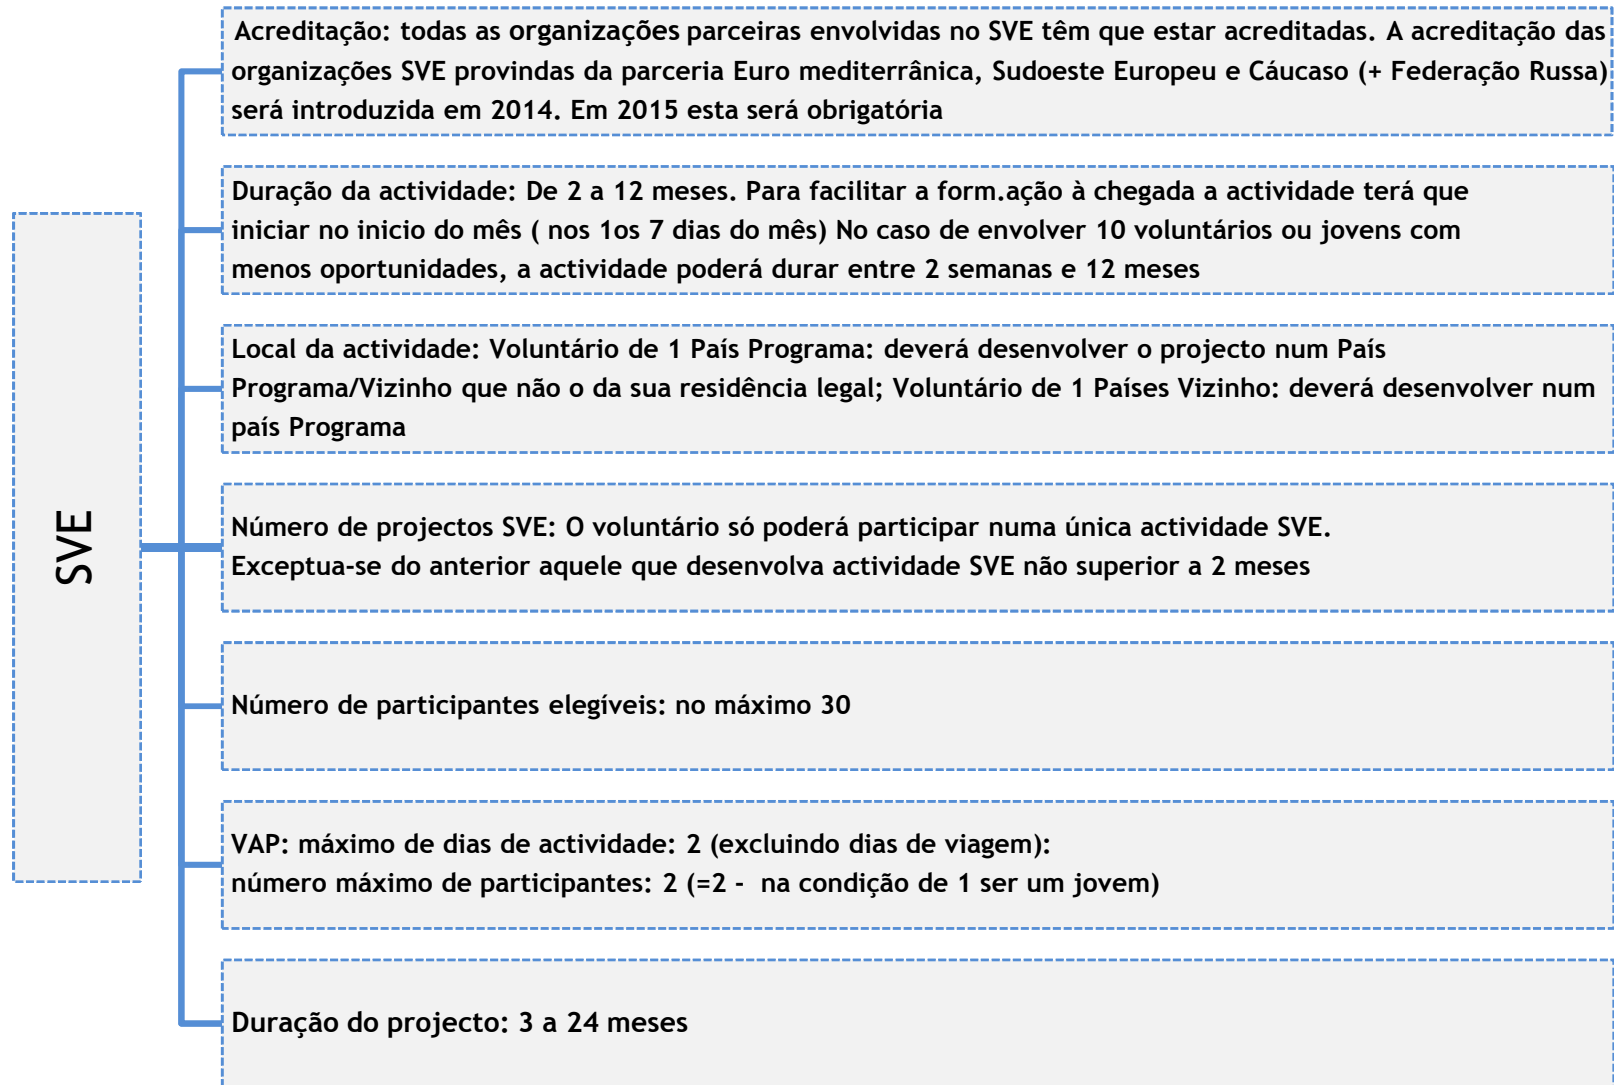 SVE
Acreditação: todas as organizações parceiras envolvidas no SVE têm que estar acreditadas. A acreditação das
organizações SVE provindas da parceria Euro mediterrânica, Sudoeste Europeu e Cáucaso (+ Federação Russa)
será introduzida em 2014. Em 2015 esta será obrigatória
Duração da actividade: De 2 a 12 meses. Para facilitar a form.ação à chegada a actividade terá que
iniciar no inicio do mês ( nos 1os 7 dias do mês) No caso de envolver 10 voluntários ou jovens com
menos oportunidades, a actividade poderá durar entre 2 semanas e 12 meses
Local da actividade: Voluntário de 1 País Programa: deverá desenvolver o projecto num País
Programa/Vizinho que não o da sua residência legal; Voluntário de 1 Países Vizinho: deverá desenvolver num
país Programa
Número de projectos SVE: O voluntário só poderá participar numa única actividade SVE.
Exceptua-se do anterior aquele que desenvolva actividade SVE não superior a 2 meses
Número de participantes elegíveis: no máximo 30
VAP: máximo de dias de actividade: 2 (excluindo dias de viagem):
número máximo de participantes: 2 (=2 - na condição de 1 ser um jovem)
Duração do projecto: 3 a 24 meses